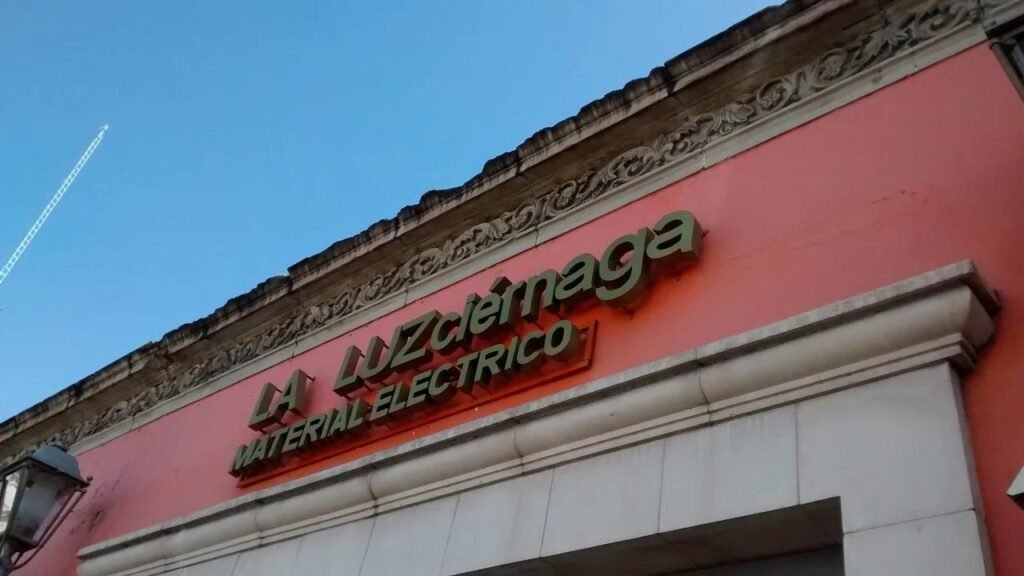 LA LUZciérnaga
MATERIAL ELECTRICO